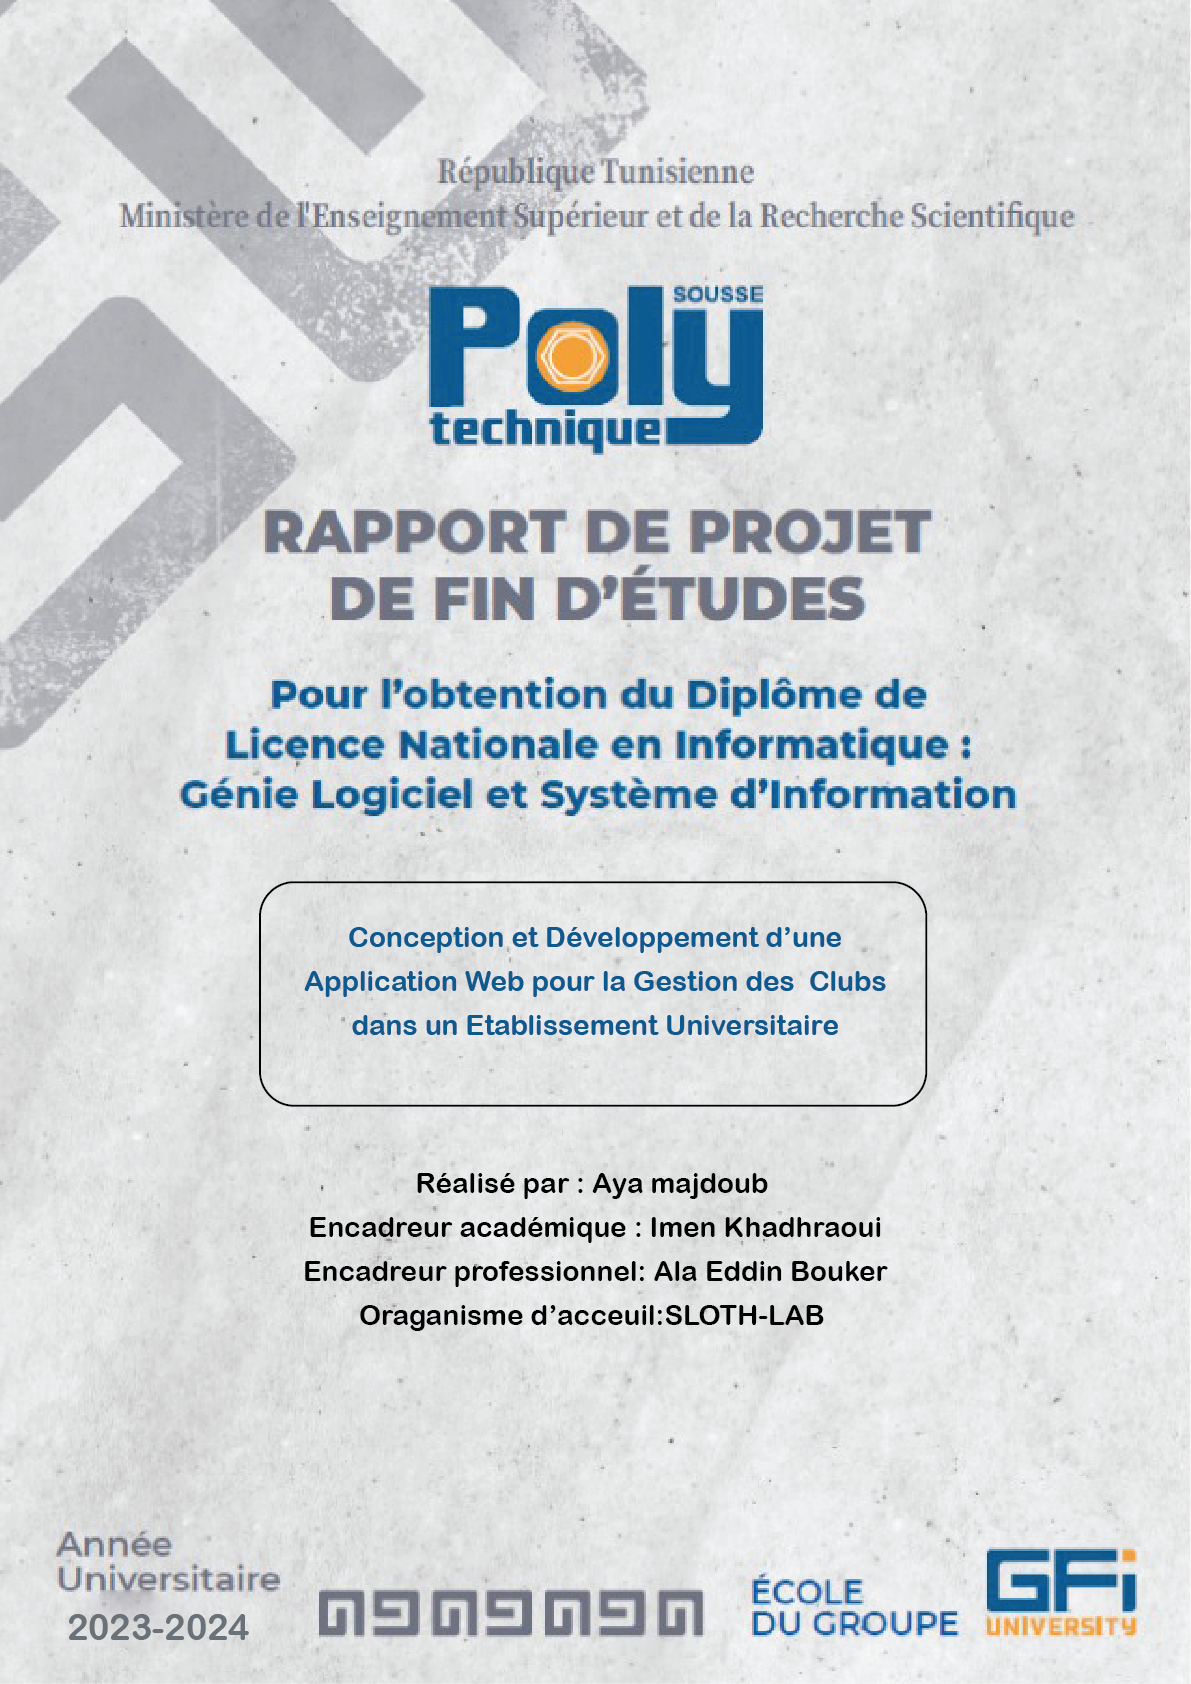 République Tunisienne
Ministère de l'Enseignement Supérieur et de la Recherche Scientifique
SOUSSE
Poly
technique
RAPPORT DE PROJET
DE FIN D'ÉTUDES
Pour l'obtention du Diplôme de
Licence Nationale en Informatique :
Génie Logiciel et Système d'Information
Conception et Développement d'une
Application Web pour la Gestion des  Clubs
dans un Etablissement Universitaire
Réalisé par : Aya majdoub
Encadreur académique : Imen Khadhraoui
Encadreur professionnel: Ala Eddin Bouker
Oraganisme d'acceuil:SLOTH-LAB
Année
Universitaire
2023-2024
ÉCOLE
DU GROUPE
GFi
UNIVERSITY